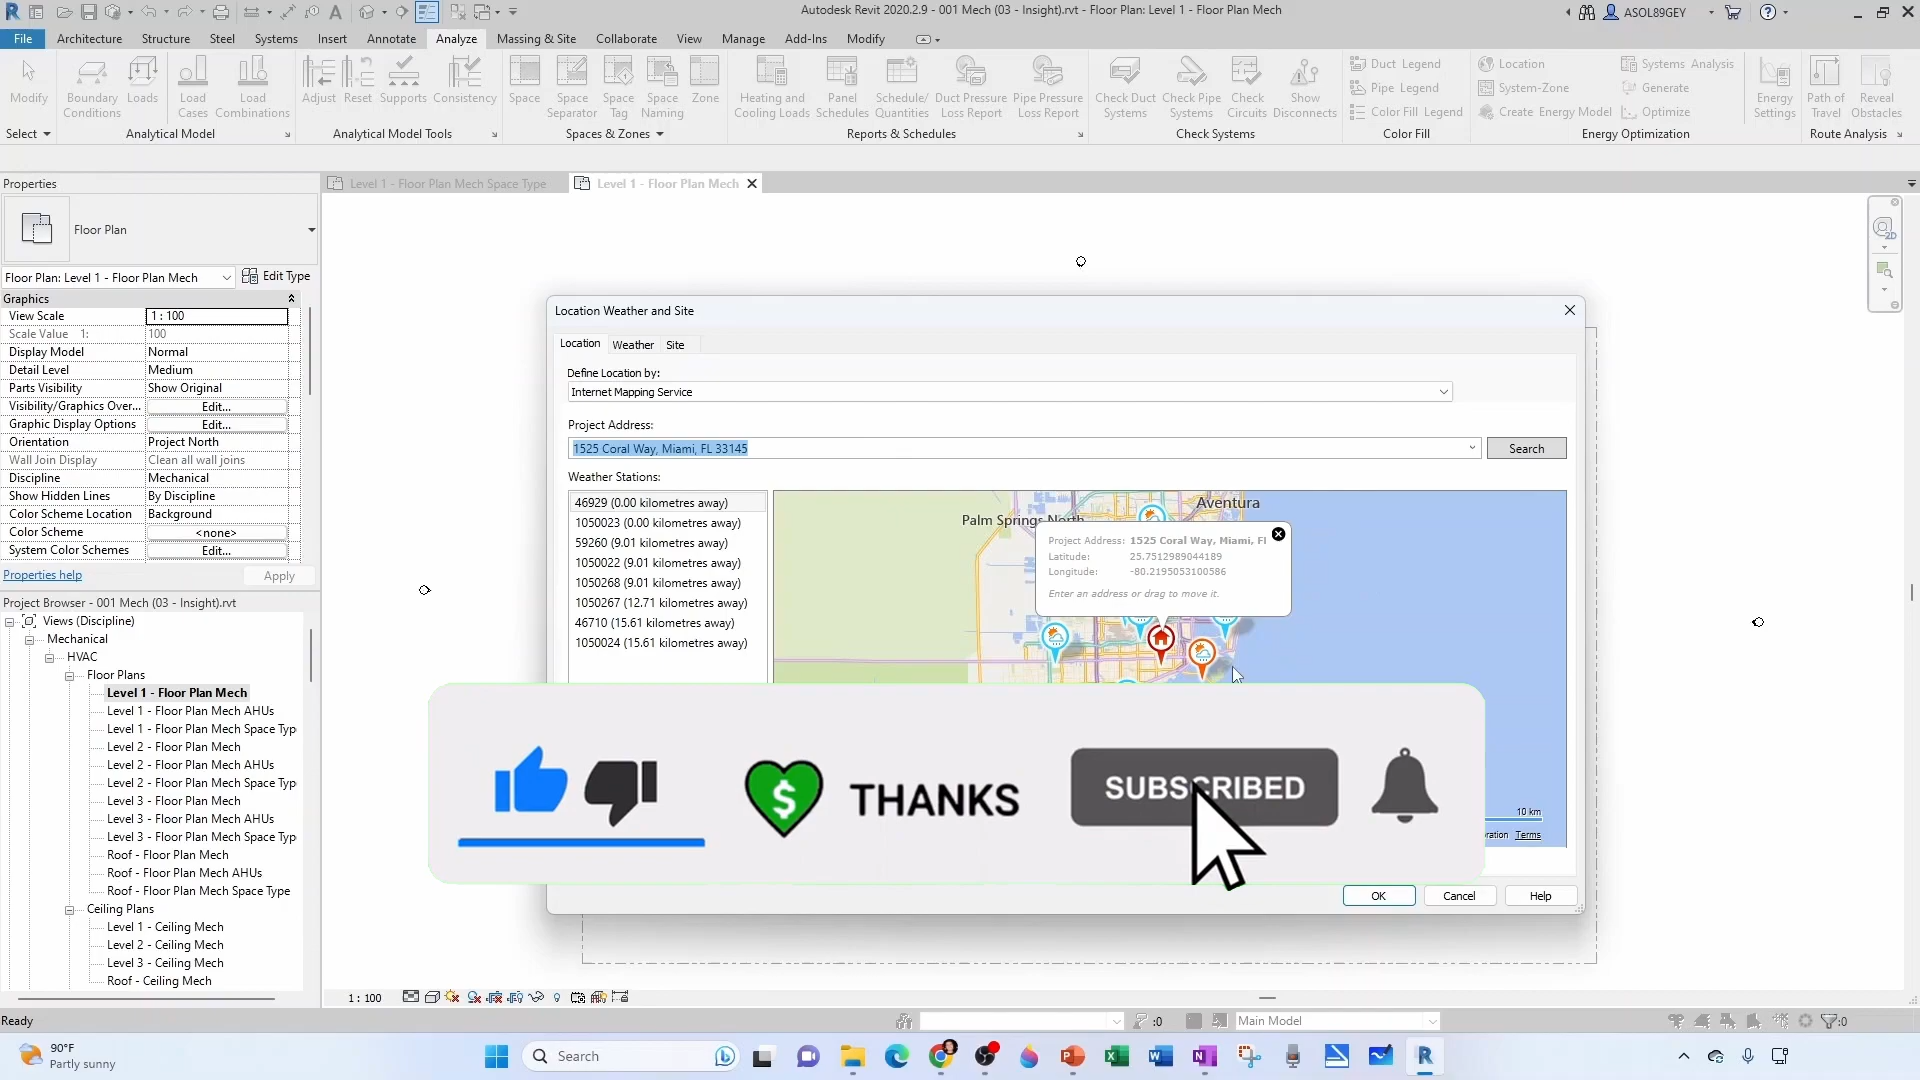 Autodesk Revit 2020.2.9 - 001 Mech (03 - Insight).rvt - Floor Plan: Level 1 - Floor Plan Mech
ASOL89GEY
File Architecture Structure Steel Systems Insert Annotate Analyze Massing & Site Collaborate View Manage Add-Ins Modify
Modify
Boundary Conditions
Loads
Load Cases
Load Combinations
Adjust
Reset
Supports
Consistency
Space
Space Separator
Space Tag
Space Naming
Zone
Heating and Cooling Loads
Panel Schedules
Schedule/ Quantities
Duct Pressure Loss Report
Pipe Pressure Loss Report
Check Duct Systems
Check Pipe Systems
Check Circuits
Show Disconnects
Duct Legend
Pipe Legend
Color Fill Legend
Location
System-Zone
Create Energy Model
Systems Analysis
Generate
Optimize
Energy Settings
Path of Travel
Reveal Obstacles
Select
Analytical Model
Analytical Model Tools
Spaces & Zones
Reports & Schedules
Check Systems
Color Fill
Energy Optimization
Route Analysis
Properties
Level 1 - Floor Plan Mech Space Type
Level 1 - Floor Plan Mech
Floor Plan
Floor Plan: Level 1 - Floor Plan Mech
Edit Type
Graphics
View Scale 1 : 100
Scale Value 1: 100
Display Model Normal
Detail Level Medium
Parts Visibility Show Original
Visibility/Graphics Over... Edit...
Graphic Display Options Edit...
Orientation Project North
Wall Join Display Clean all wall joins
Discipline Mechanical
Show Hidden Lines By Discipline
Color Scheme Location Background
Color Scheme <none>
System Color Schemes Edit...
Properties help
Apply
Project Browser - 001 Mech (03 - Insight).rvt
Views (Discipline)
Mechanical
HVAC
Floor Plans
Level 1 - Floor Plan Mech
Level 1 - Floor Plan Mech AHUs
Level 1 - Floor Plan Mech Space Typ
Level 2 - Floor Plan Mech
Level 2 - Floor Plan Mech AHUs
Level 2 - Floor Plan Mech Space Typ
Level 3 - Floor Plan Mech
Level 3 - Floor Plan Mech AHUs
Level 3 - Floor Plan Mech Space Typ
Roof - Floor Plan Mech
Roof - Floor Plan Mech AHUs
Roof - Floor Plan Mech Space Type
Ceiling Plans
Level 1 - Ceiling Mech
Level 2 - Ceiling Mech
Level 3 - Ceiling Mech
Roof - Ceiling Mech
Location Weather and Site
Location Weather Site
Define Location by:
Internet Mapping Service
Project Address:
1525 Coral Way, Miami, FL 33145
Search
Weather Stations:
46929 (0.00 kilometres away)
1050023 (0.00 kilometres away)
59260 (9.01 kilometres away)
1050022 (9.01 kilometres away)
1050268 (9.01 kilometres away)
1050267 (12.71 kilometres away)
46710 (15.61 kilometres away)
1050024 (15.61 kilometres away)
Aventura
Palm Springs North
Project Address: 1525 Coral Way, Miami, Fl
Latitude: 25.7512989044189
Longitude: -80.2195053100586
Enter an address or drag to move it.
10 km
Terms
THANKS
SUBSCRIBED
OK
Cancel
Help
1 : 100
Ready
:0
Main Model
:0
90°F
Partly sunny
Search